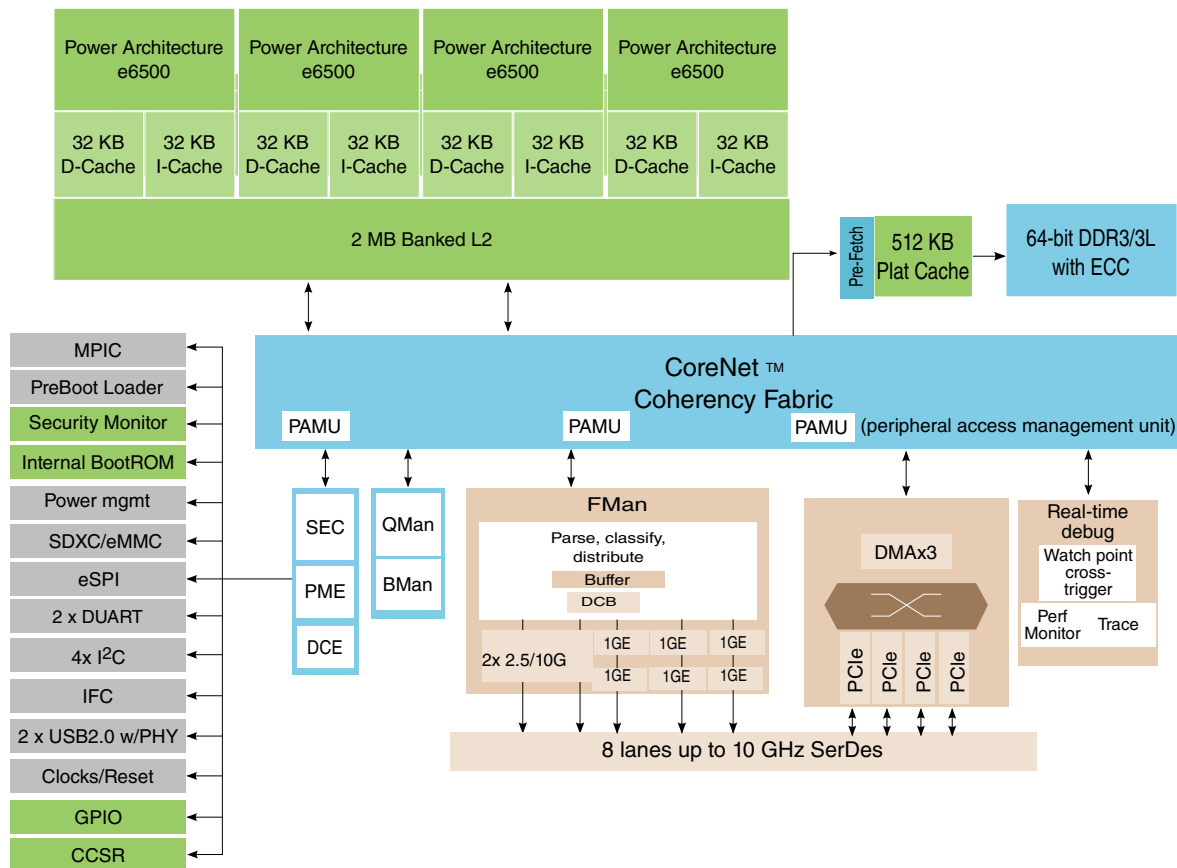 Power Architecture
e6500
Power Architecture
e6500
Power Architecture
e6500
Power Architecture
e6500
32 KB
D-Cache
32 KB
I-Cache
32 KB
D-Cache
32 KB
I-Cache
32 KB
D-Cache
32 KB
I-Cache
32 KB
D-Cache
32 KB
I-Cache
2 MB Banked L2
Pre-Fetch
512 KB
Plat Cache
64-bit DDR3/3L
with ECC
MPIC
PreBoot Loader
Security Monitor
Internal BootROM
Power mgmt
SDXC/eMMC
eSPI
2 x DUART
4x I²C
IFC
2 x USB2.0 w/PHY
Clocks/Reset
GPIO
CCSR
CoreNet ™
Coherency Fabric
PAMU
PAMU
PAMU (peripheral access management unit)
SEC
PME
DCE
QMan
BMan
FMan
Parse, classify,
distribute
Buffer
DCB
2x 2.5/10G
1GE
1GE
1GE
1GE
1GE
1GE
DMAx3
PCIe
PCIe
PCIe
PCIe
Real-time
debug
Watch point
cross-
trigger
Perf
Monitor
Trace
8 lanes up to 10 GHz SerDes